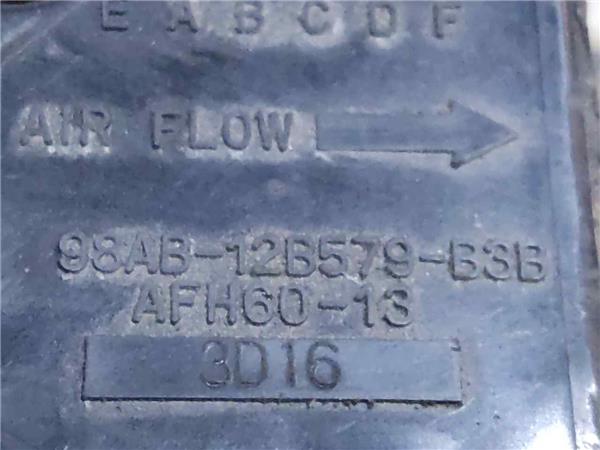 E A B C D F
AIR FLOW
98AB-12B579-B3B
AFH60-13
3D16